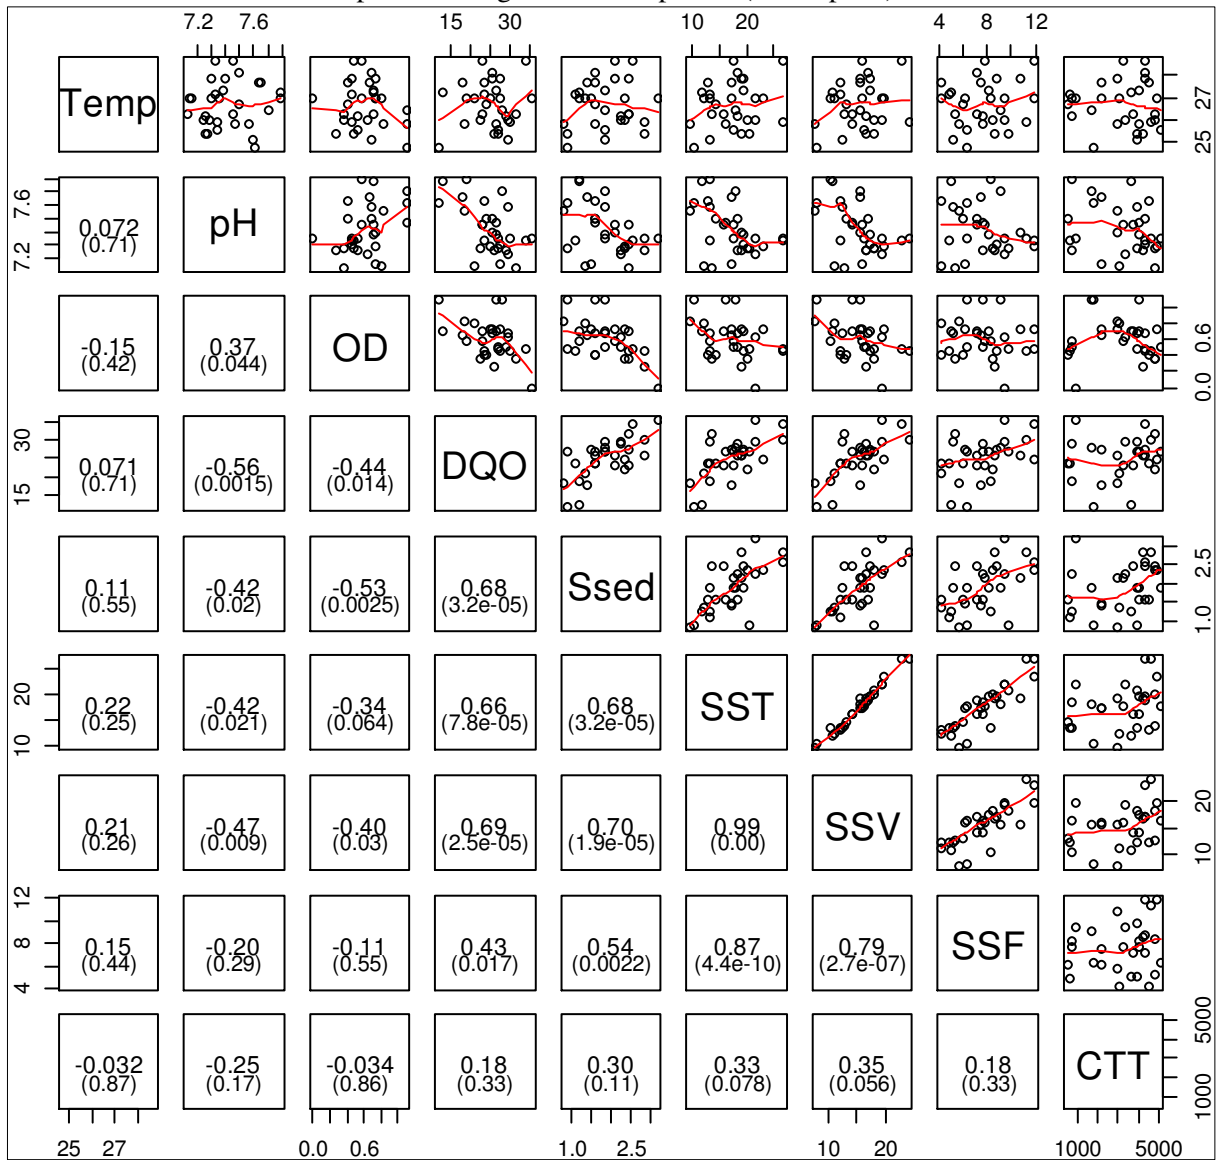 7.2 7.6 15 30 10 20 4 8 12
Temp 25 27
7.2 7.6 0.072 (0.71) pH
-0.15 (0.42) 0.37 (0.044) OD 0.0 0.6
15 30 0.071 (0.71) -0.56 (0.0015) -0.44 (0.014) DQO
0.11 (0.55) -0.42 (0.02) -0.53 (0.0025) 0.68 (3.2e-05) Ssed 1.0 2.5
10 20 0.22 (0.25) -0.42 (0.021) -0.34 (0.064) 0.66 (7.8e-05) 0.68 (3.2e-05) SST
0.21 (0.26) -0.47 (0.009) -0.40 (0.03) 0.69 (2.5e-05) 0.70 (1.9e-05) 0.99 (0.00) SSV 10 20
4 8 12 0.15 (0.44) -0.20 (0.29) -0.11 (0.55) 0.43 (0.017) 0.54 (0.0022) 0.87 (4.4e-10) 0.79 (2.7e-07) SSF
-0.032 (0.87) -0.25 (0.17) -0.034 (0.86) 0.18 (0.33) 0.30 (0.11) 0.33 (0.078) 0.35 (0.056) 0.18 (0.33) CTT 1000 5000
25 27 0.0 0.6 1.0 2.5 10 20 1000 5000